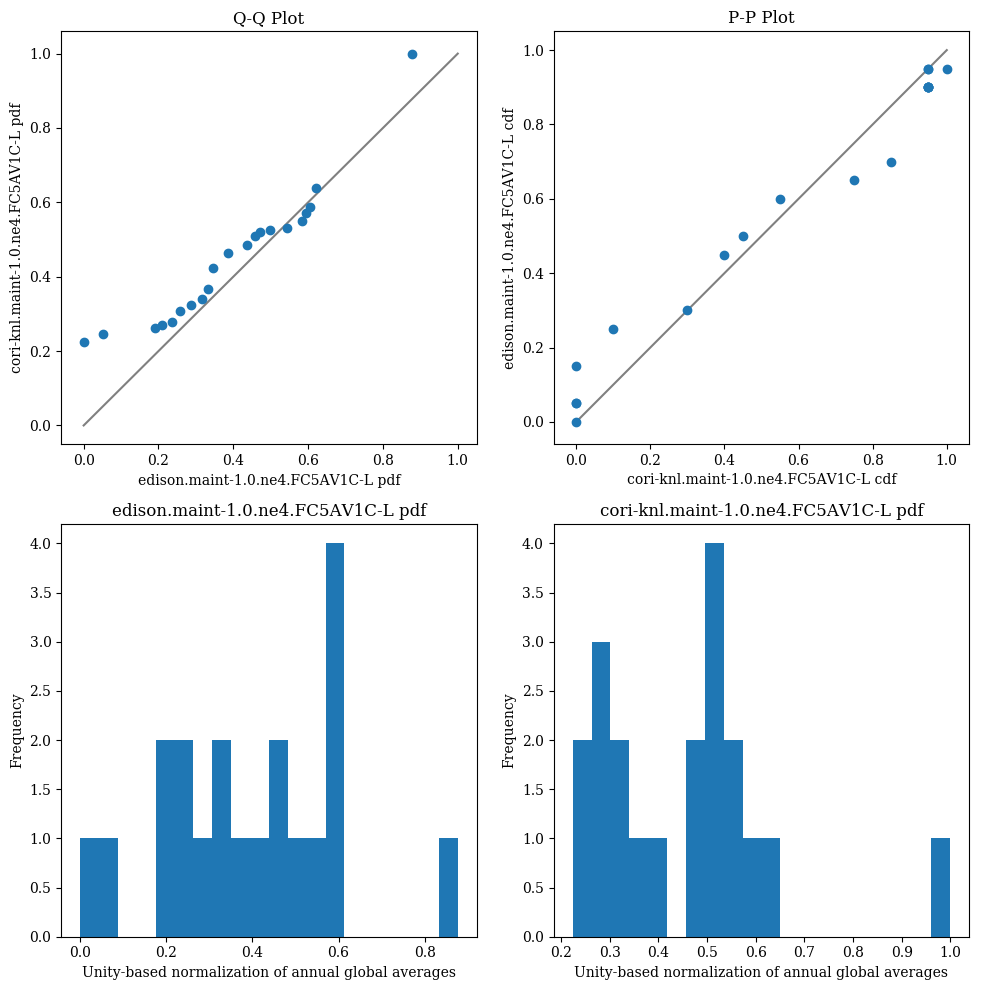 Q-Q Plot
1.0
0.8
0.6
0.4
0.2
0.0
cori-knl.maint-1.0.ne4.FC5AV1C-L pdf
0.0 0.2 0.4 0.6 0.8 1.0
edison.maint-1.0.ne4.FC5AV1C-L pdf
P-P Plot
1.0
0.8
0.6
0.4
0.2
0.0
edison.maint-1.0.ne4.FC5AV1C-L cdf
0.0 0.2 0.4 0.6 0.8 1.0
cori-knl.maint-1.0.ne4.FC5AV1C-L cdf
edison.maint-1.0.ne4.FC5AV1C-L pdf
4.0
3.5
3.0
2.5
2.0
1.5
1.0
0.5
0.0
Frequency
0.0 0.2 0.4 0.6 0.8
Unity-based normalization of annual global averages
cori-knl.maint-1.0.ne4.FC5AV1C-L pdf
4.0
3.5
3.0
2.5
2.0
1.5
1.0
0.5
0.0
Frequency
0.2 0.3 0.4 0.5 0.6 0.7 0.8 0.9 1.0
Unity-based normalization of annual global averages